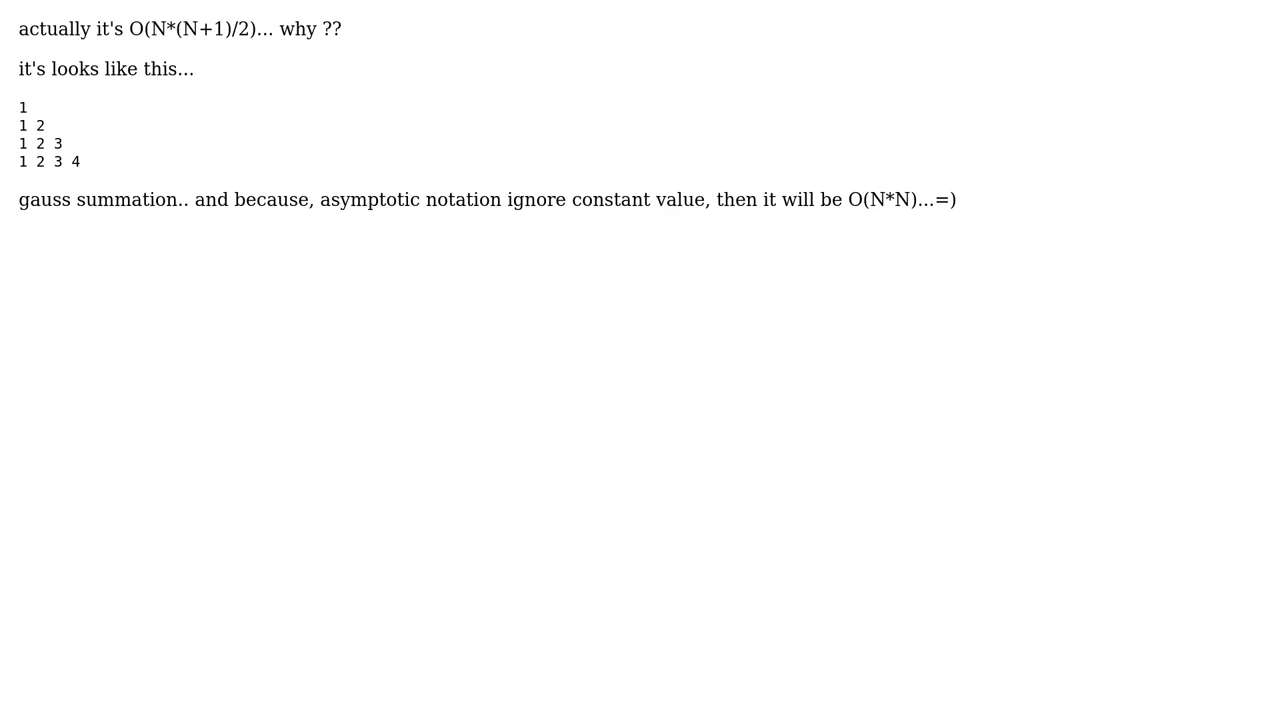 actually it's O(N*(N+1)/2)... why ??
it's looks like this...
1
1 2
1 2 3
1 2 3 4
gauss summation.. and because, asymptotic notation ignore constant value, then it will be O(N*N)...=)